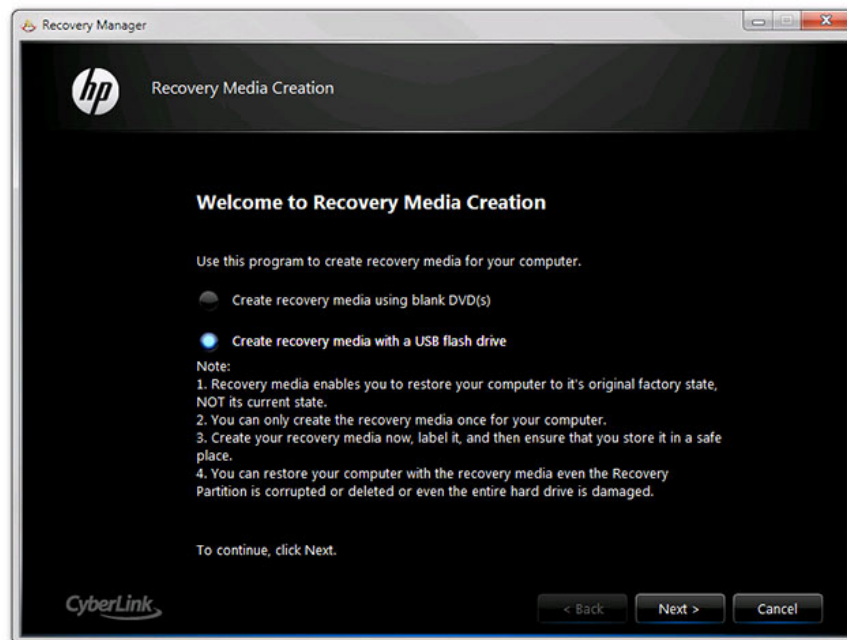 Recovery Manager
hp
Recovery Media Creation
Welcome to Recovery Media Creation
Use this program to create recovery media for your computer.
Create recovery media using blank DVD(s)
Create recovery media with a USB flash drive
Note:
1. Recovery media enables you to restore your computer to it's original factory state,
NOT its current state.
2. You can only create the recovery media once for your computer.
3. Create your recovery media now, label it, and then ensure that you store it in a safe
place.
4. You can restore your computer with the recovery media even the Recovery
Partition is corrupted or deleted or even the entire hard drive is damaged.
To continue, click Next.
CyberLink
< Back Next > Cancel